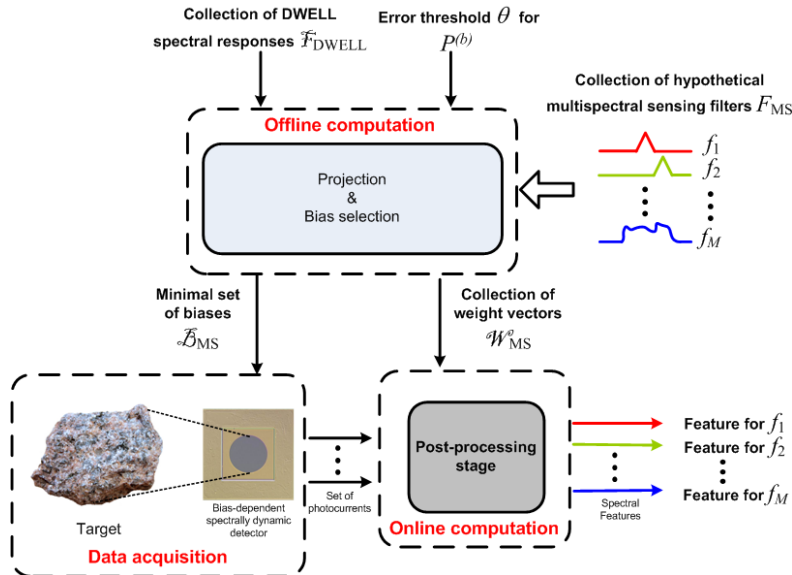 Collection of DWELL
spectral responses ℱDWELL
Error threshold θ for
P(b)
Collection of hypothetical
multispectral sensing filters FMS
Offline computation
Projection
&
Bias selection
f1
f2
fM
Minimal set
of biases
ℬMS
Collection of
weight vectors
𝒲MS
Target
Bias-dependent
spectrally dynamic
detector
Data acquisition
Set of
photocurrents
Post-processing
stage
Online computation
Spectral
Features
Feature for f1
Feature for f2
Feature for fM